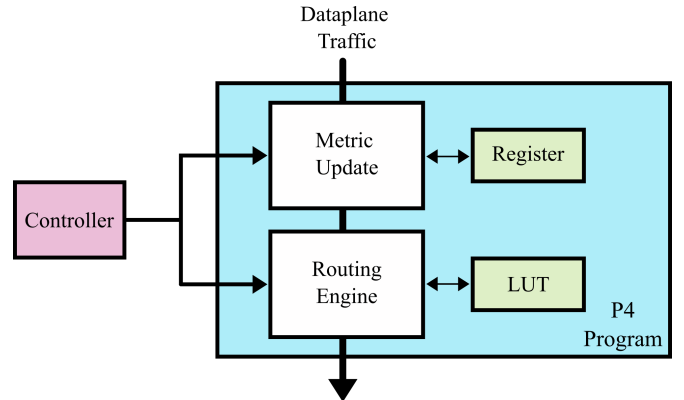 Dataplane
Traffic
Metric
Update
Register
Controller
Routing
Engine
LUT
P4
Program